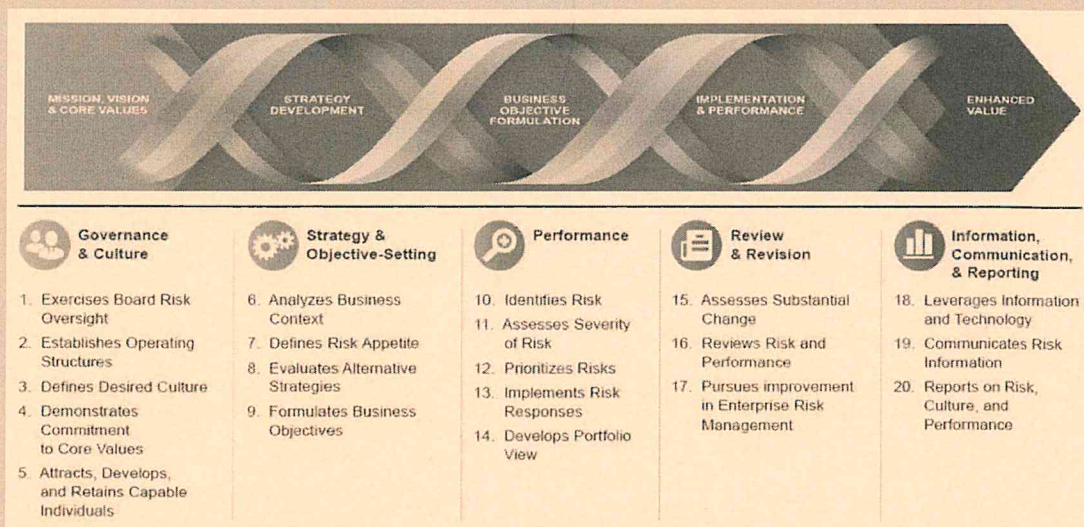 MISSION, VISION
& CORE VALUES
STRATEGY
DEVELOPMENT
BUSINESS
OBJECTIVE
FORMULATION
IMPLEMENTATION
& PERFORMANCE
ENHANCED
VALUE
Governance
& Culture
1. Exercises Board Risk
Oversight
2. Establishes Operating
Structures
3. Defines Desired Culture
4. Demonstrates
Commitment
to Core Values
5. Attracts, Develops,
and Retains Capable
Individuals
Strategy &
Objective-Setting
6. Analyzes Business
Context
7. Defines Risk Appetite
8. Evaluates Alternative
Strategies
9. Formulates Business
Objectives
Performance
10. Identifies Risk
11. Assesses Severity
of Risk
12. Prioritizes Risks
13. Implements Risk
Responses
14. Develops Portfolio
View
Review
& Revision
15. Assesses Substantial
Change
16. Reviews Risk and
Performance
17. Pursues improvement
in Enterprise Risk
Management
Information,
Communication,
& Reporting
18. Leverages Information
and Technology
19. Communicates Risk
Information
20. Reports on Risk,
Culture, and
Performance